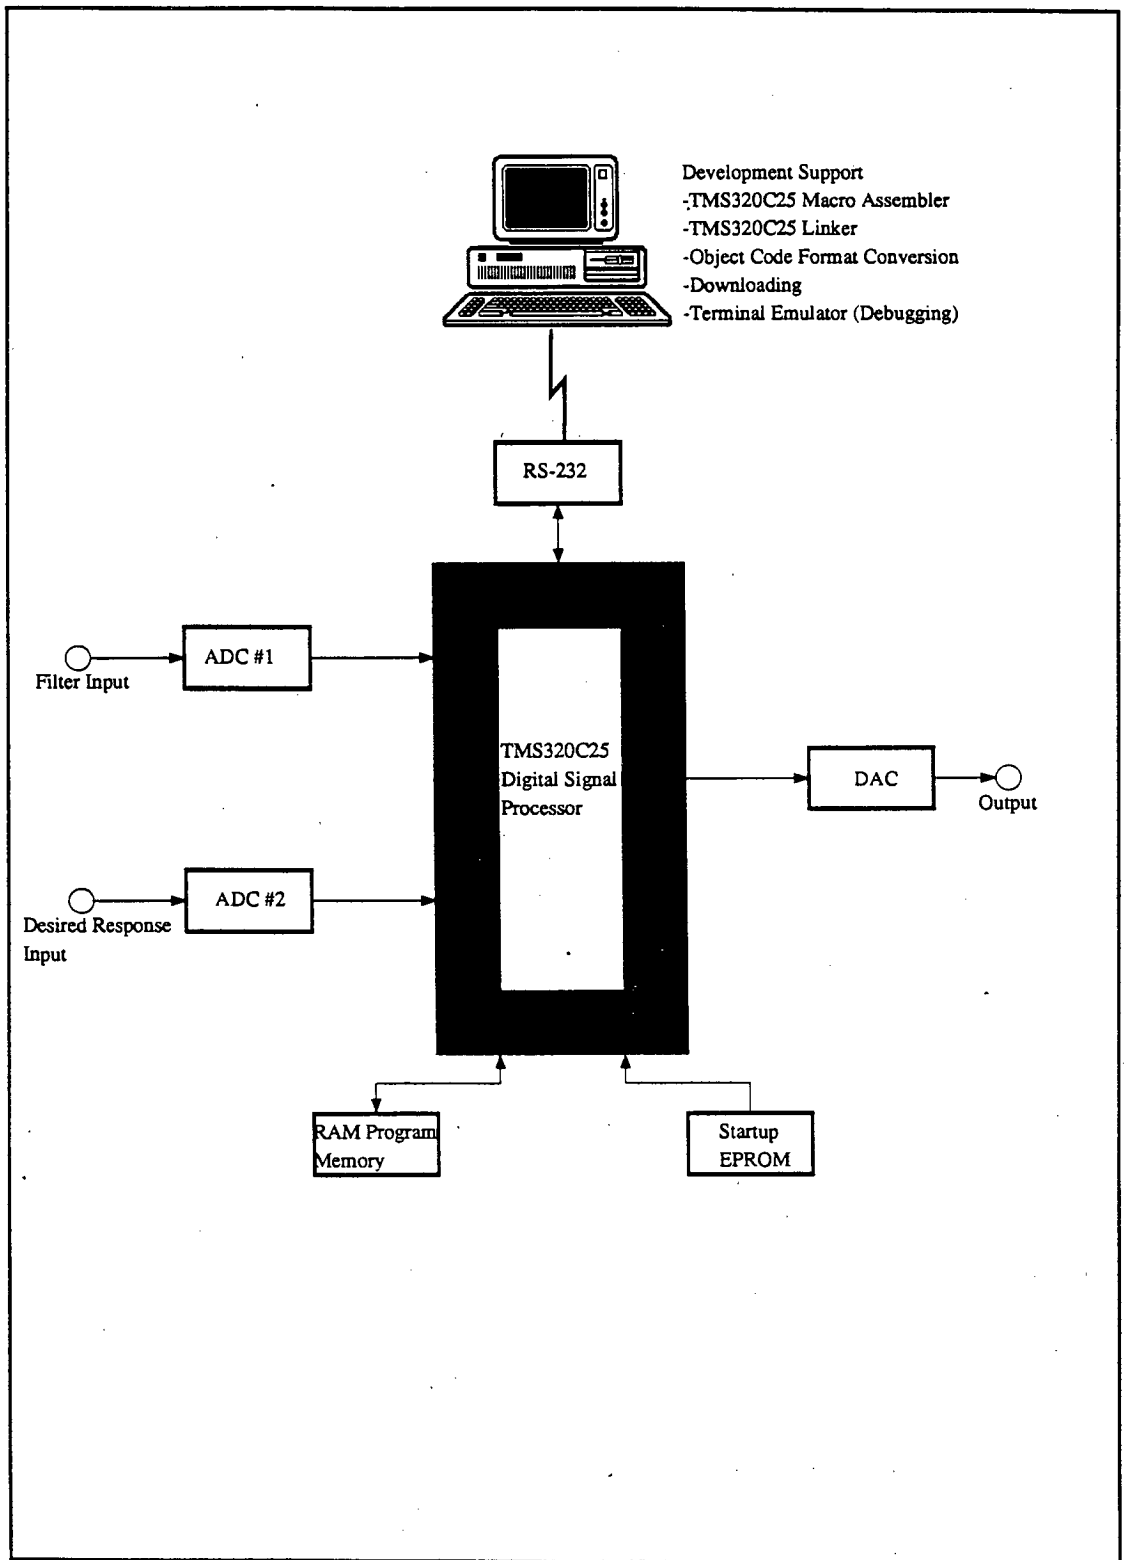 Development Support
-TMS320C25 Macro Assembler
-TMS320C25 Linker
-Object Code Format Conversion
-Downloading
-Terminal Emulator (Debugging)
RS-232
ADC #1
Filter Input
TMS320C25
Digital Signal
Processor
DAC
Output
ADC #2
Desired Response
Input
RAM Program
Memory
Startup
EPROM